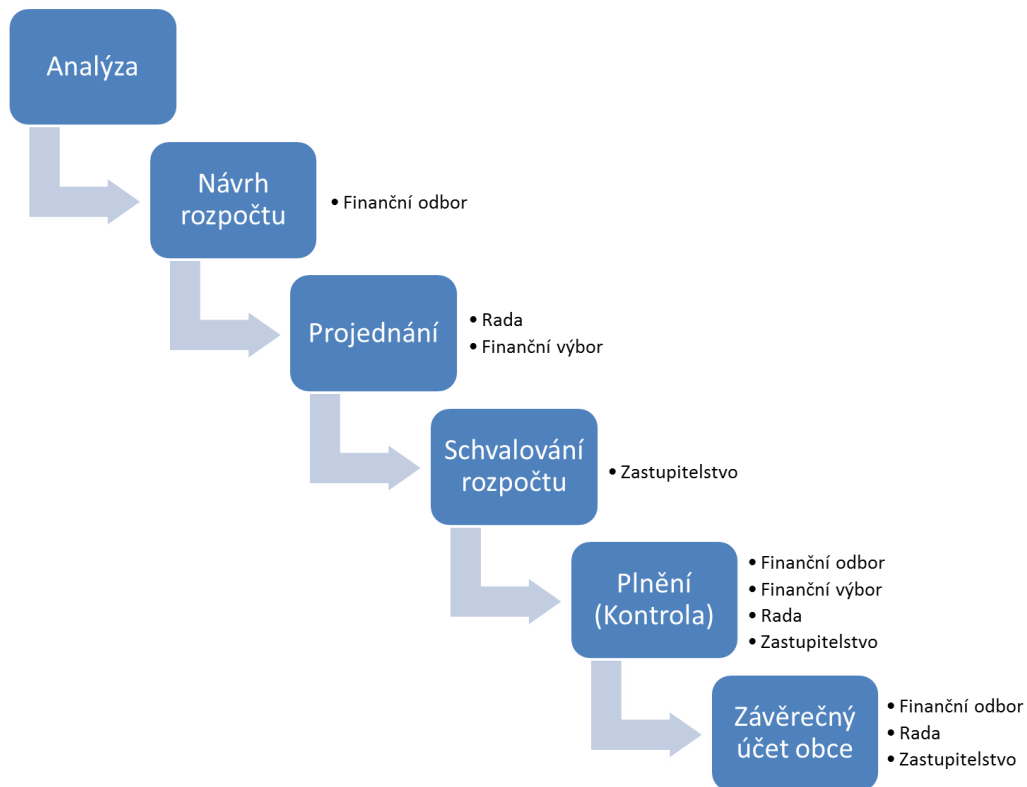 Analýza
Návrh
rozpočtu
• Finanční odbor
Projednání
• Rada
• Finanční výbor
Schvalování
rozpočtu
• Zastupitelstvo
Plnění
(Kontrola)
• Finanční odbor
• Finanční výbor
• Rada
• Zastupitelstvo
Závěrečný
účet obce
• Finanční odbor
• Rada
• Zastupitelstvo